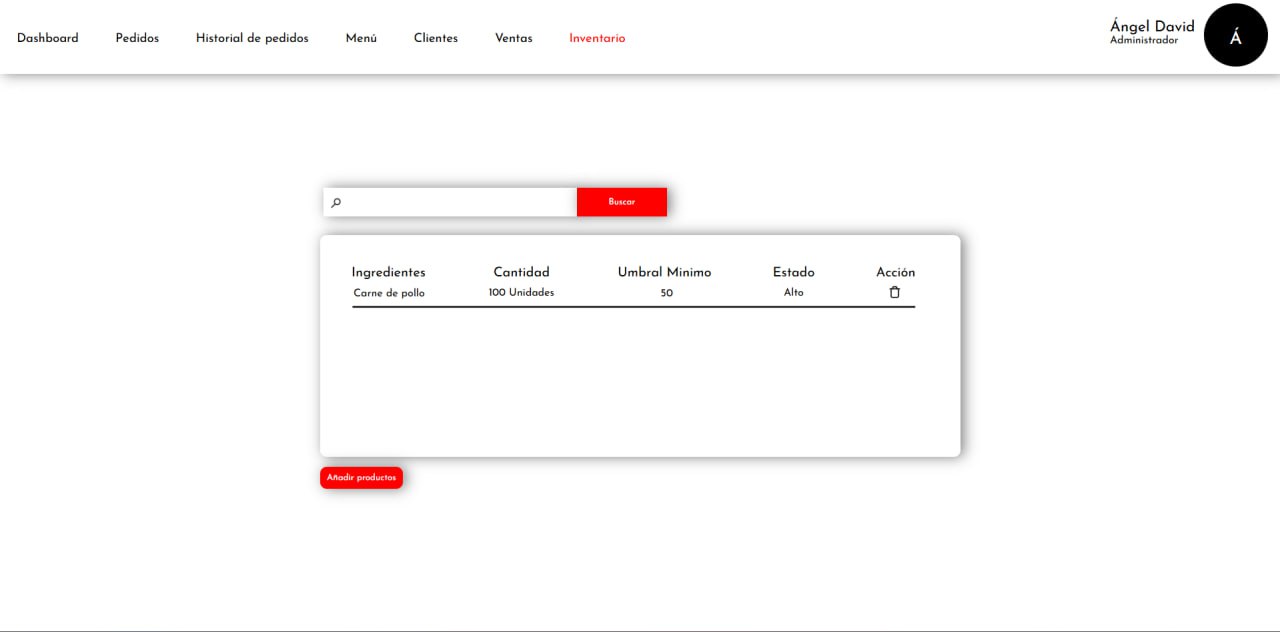 Dashboard Pedidos Historial de pedidos Menú Clientes Ventas Inventario
Ángel David
Administrador
Á
Buscar
Ingredientes Cantidad Umbral Minimo Estado Acción
Carne de pollo 100 Unidades 50 Alto
Añadir productos